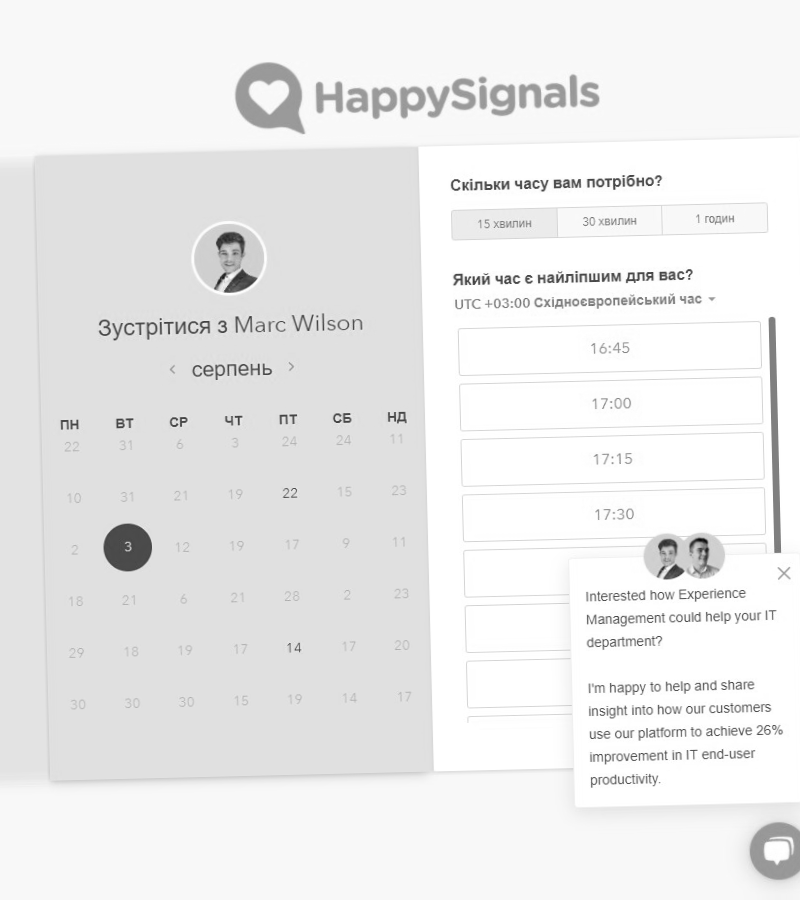 HappySignals
Зустрітися з Marc Wilson
серпень
ПН ВТ СР ЧТ ПТ СБ НД
22 31 6 3 24 24 11
10 31 21 19 22 15 23
2 3 12 19 17 9 11
18 21 6 21 28 2 23
29 18 19 17 14 17 20
30 30 30 15 19 14 17
Скільки часу вам потрібно?
15 хвилин 30 хвилин 1 годин
Який час є найліпшим для вас?
UTC +03:00 Східноєвропейський час
16:45
17:00
17:15
17:30
Interested how Experience
Management could help your IT
department?
I'm happy to help and share
insight into how our customers
use our platform to achieve 26%
improvement in IT end-user
productivity.